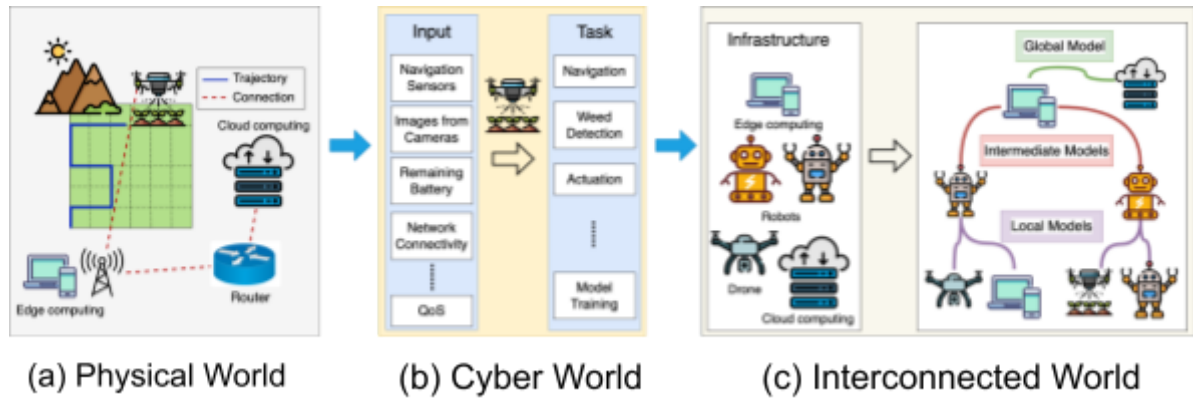 Trajectory
Connection
Cloud computing
Edge computing
Router
Input
Navigation
Sensors
Images from
Cameras
Remaining
Battery
Network
Connectivity
QoS
Task
Navigation
Weed
Detection
Actuation
Model
Training
Infrastructure
Edge computing
Robots
Drone
Cloud computing
Global Model
Intermediate Models
Local Models
(a) Physical World
(b) Cyber World
(c) Interconnected World